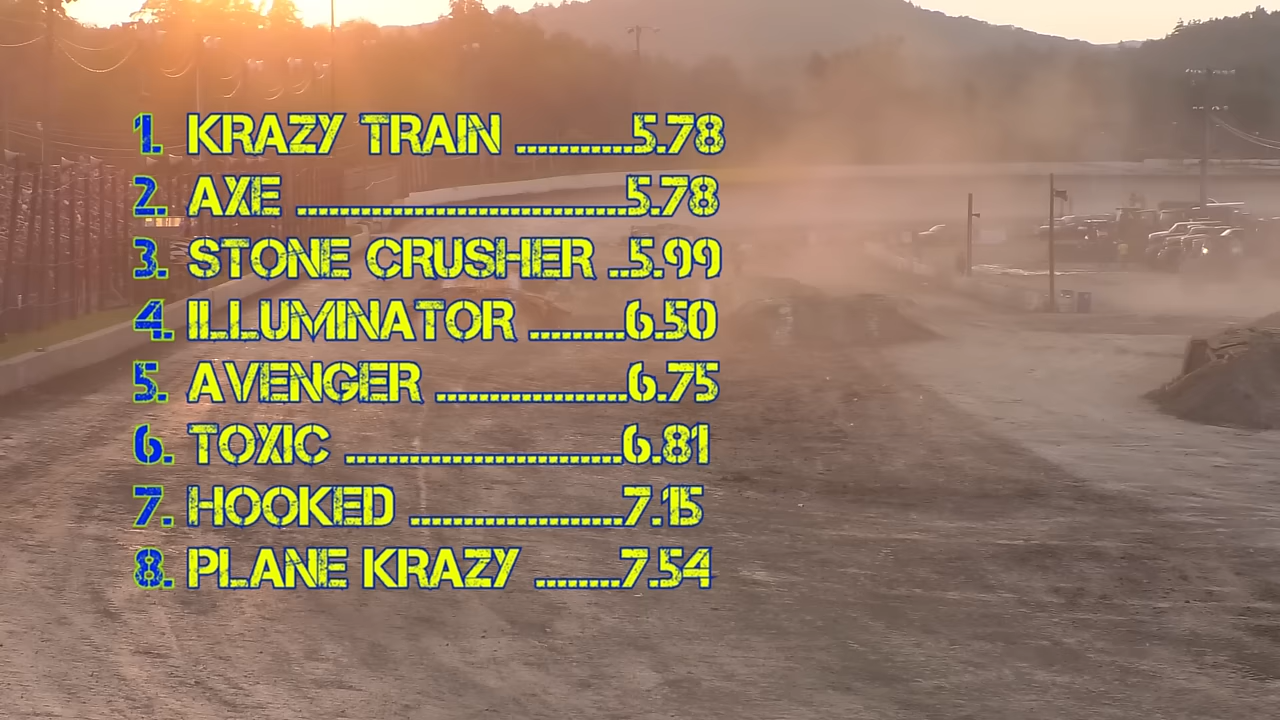 1. KRAZY TRAIN ...........5.78
2. AXE ...............................5.78
3. STONE CRUSHER ..5.99
4. ILLUMINATOR .........6.50
5. AVENGER ..................6.75
6. TOXIC ..........................6.81
7. HOOKED ....................7.15
8. PLANE KRAZY ........7.54